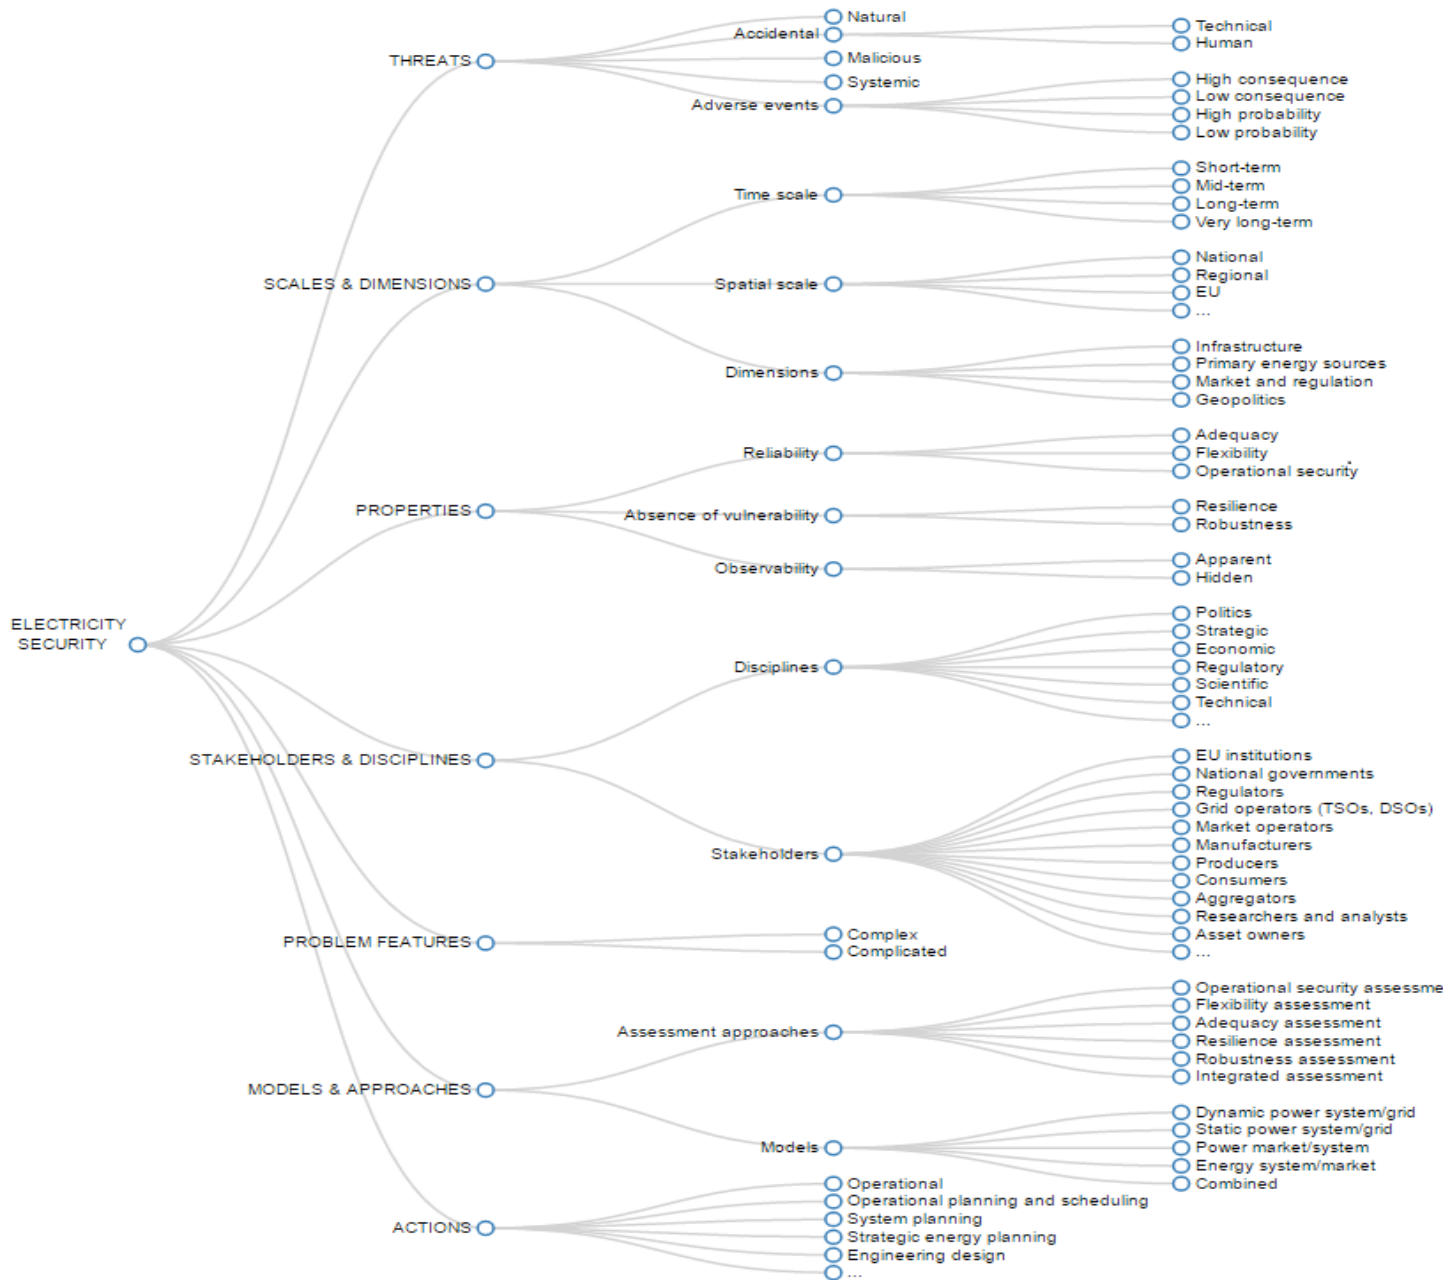 Natural
Accidental
Technical
Human
THREATS
Malicious
Systemic
Adverse events
High consequence
Low consequence
High probability
Low probability
Time scale
Short-term
Mid-term
Long-term
Very long-term
SCALES & DIMENSIONS
Spatial scale
National
Regional
EU
...
Dimensions
Infrastructure
Primary energy sources
Market and regulation
Geopolitics
Reliability
Adequacy
Flexibility
Operational security
PROPERTIES
Absence of vulnerability
Resilience
Robustness
Observability
Apparent
Hidden
ELECTRICITY
SECURITY
Disciplines
Politics
Strategic
Economic
Regulatory
Scientific
Technical
...
STAKEHOLDERS & DISCIPLINES
Stakeholders
EU institutions
National governments
Regulators
Grid operators (TSOs, DSOs)
Market operators
Manufacturers
Producers
Consumers
Aggregators
Researchers and analysts
Asset owners
...
PROBLEM FEATURES
Complex
Complicated
Assessment approaches
Operational security assessme
Flexibility assessment
Adequacy assessment
Resilience assessment
Robustness assessment
Integrated assessment
MODELS & APPROACHES
Models
Dynamic power system/grid
Static power system/grid
Power market/system
Energy system/market
Combined
ACTIONS
Operational
Operational planning and scheduling
System planning
Strategic energy planning
Engineering design
...